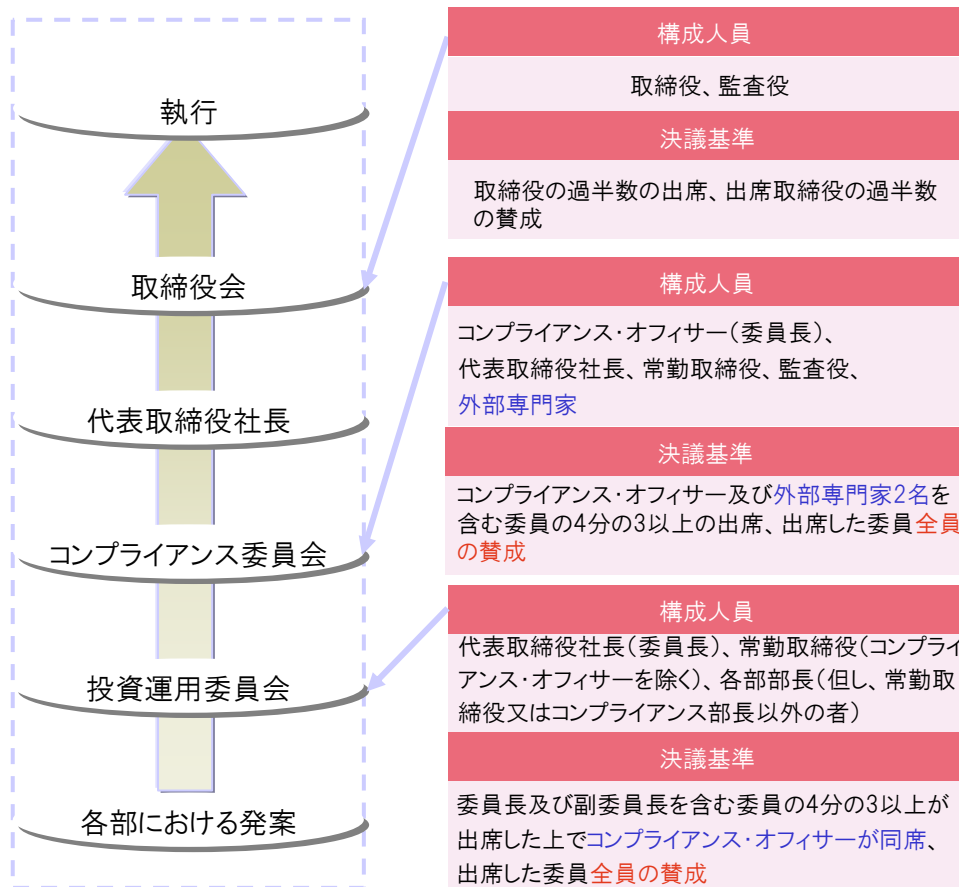 執行
取締役会
代表取締役社長
コンプライアンス委員会
投資運用委員会
各部における発案
構成人員
取締役、監査役
決議基準
取締役の過半数の出席、出席取締役の過半数
の賛成
構成人員
コンプライアンス・オフィサー(委員長)、
代表取締役社長、常勤取締役、監査役、
外部専門家
決議基準
コンプライアンス・オフィサー及び外部専門家2名を
含む委員の4分の3以上の出席、出席した委員全員
の賛成
構成人員
代表取締役社長(委員長)、常勤取締役(コンプライ
アンス・オフィサーを除く)、各部部長(但し、常勤取
締役又はコンプライアンス部長以外の者)
決議基準
委員長及び副委員長を含む委員の4分の3以上が
出席した上でコンプライアンス・オフィサーが同席、
出席した委員全員の賛成